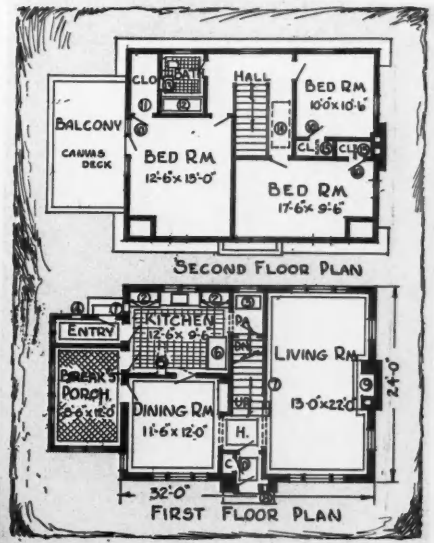 CLO
BATH
HALL
BED RM
10'0"x10'-6"
BALCONY
CANVAS
DECK
BED RM
12'-6"x15'-0"
CL
CL
BED RM
17'-6"x9'-6"
SECOND FLOOR PLAN
ENTRY
KITCHEN
12'-6"x9'-6"
PA
DN
LIVING RM
13'-0"x22'-0"
24'-0"
PORCH
DINING RM
11'-6"x12'-0"
UP
H.
C
32'-0"
FIRST FLOOR PLAN